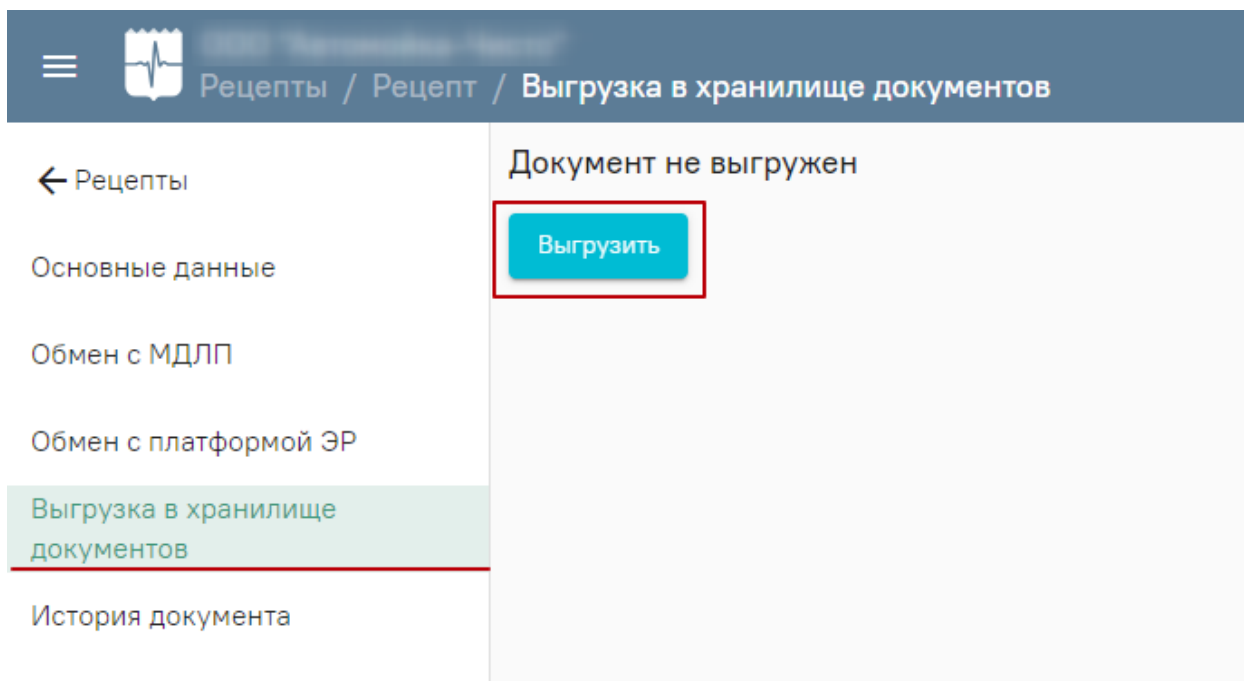 Рецепты / Рецепт / Выгрузка в хранилище документов
Рецепты
Основные данные
Обмен с МДЛП
Обмен с платформой ЭР
Выгрузка в хранилище
документов
История документа
Документ не выгружен
Выгрузить